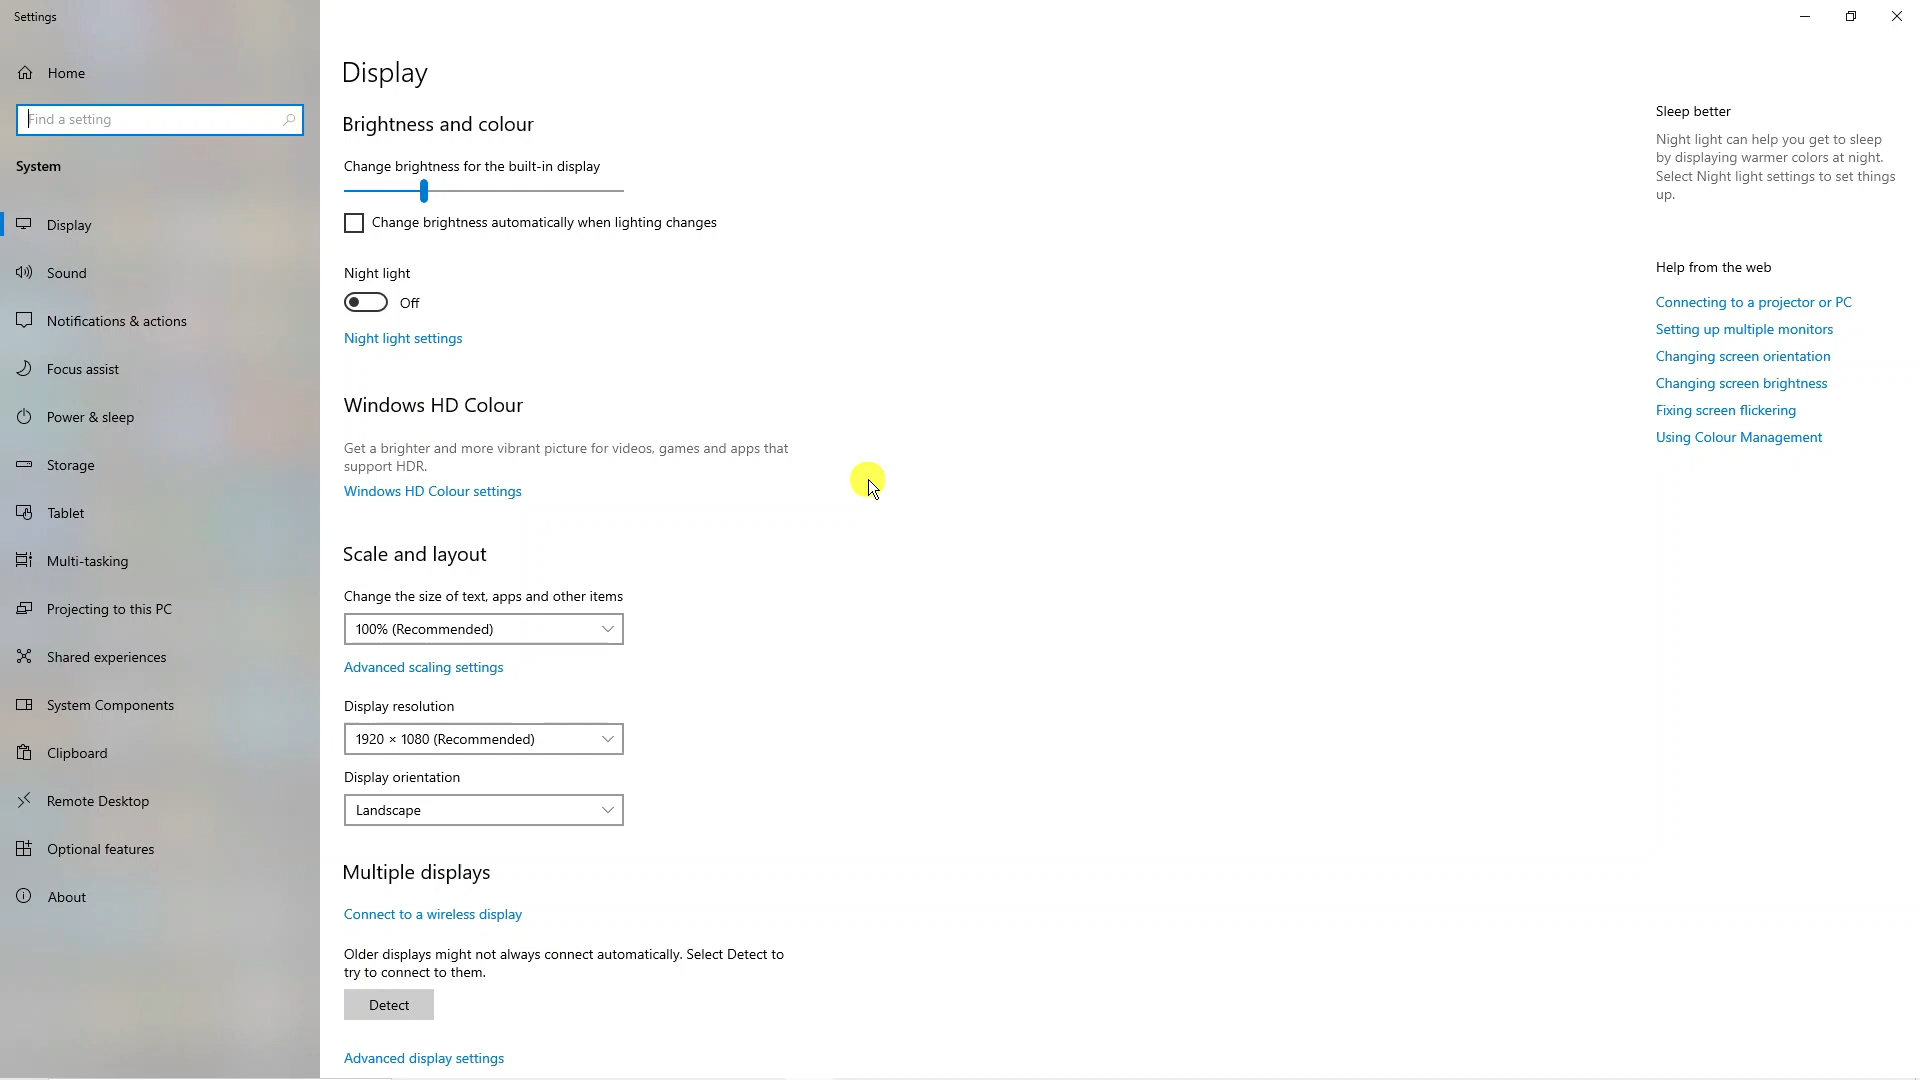 Settings
Home
Find a setting
System
Display
Sound
Notifications & actions
Focus assist
Power & sleep
Storage
Tablet
Multi-tasking
Projecting to this PC
Shared experiences
System Components
Clipboard
Remote Desktop
Optional features
About
Display
Brightness and colour
Change brightness for the built-in display
Change brightness automatically when lighting changes
Night light
Off
Night light settings
Windows HD Colour
Get a brighter and more vibrant picture for videos, games and apps that
support HDR.
Windows HD Colour settings
Scale and layout
Change the size of text, apps and other items
100% (Recommended)
Advanced scaling settings
Display resolution
1920 × 1080 (Recommended)
Display orientation
Landscape
Multiple displays
Connect to a wireless display
Older displays might not always connect automatically. Select Detect to
try to connect to them.
Detect
Advanced display settings
Sleep better
Night light can help you get to sleep
by displaying warmer colors at night.
Select Night light settings to set things
up.
Help from the web
Connecting to a projector or PC
Setting up multiple monitors
Changing screen orientation
Changing screen brightness
Fixing screen flickering
Using Colour Management